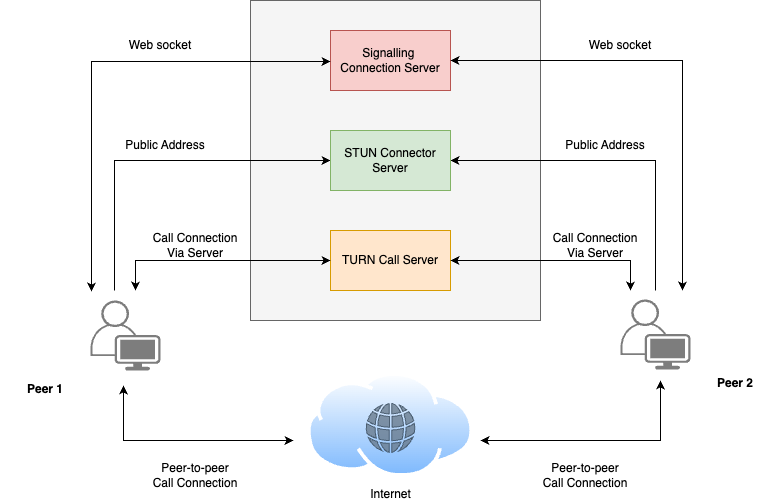 Web socket
Signalling
Connection Server
Web socket
Public Address
STUN Connector
Server
Public Address
Call Connection
Via Server
TURN Call Server
Call Connection
Via Server
Peer 1
Peer 2
Peer-to-peer
Call Connection
Internet
Peer-to-peer
Call Connection